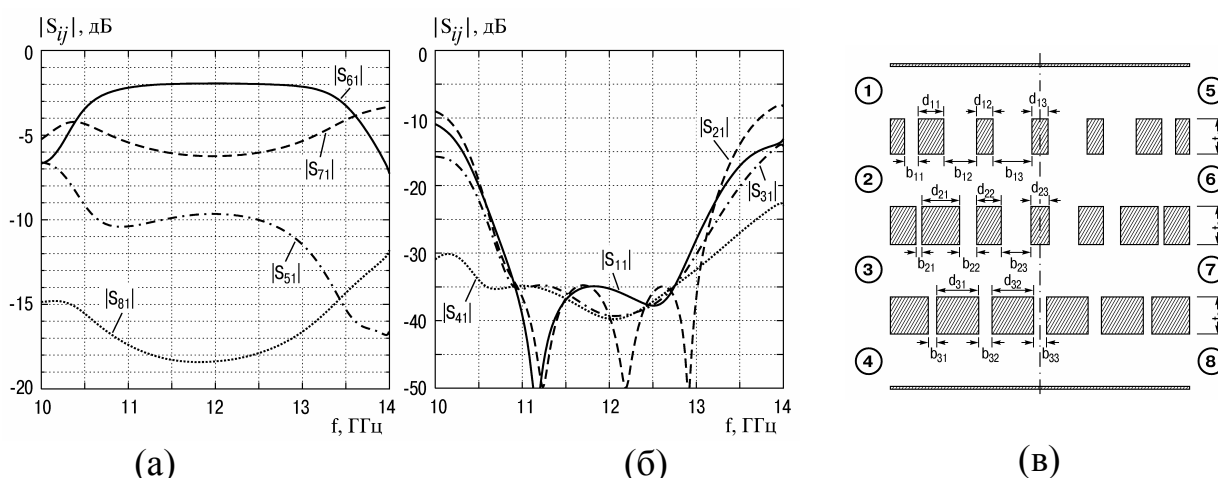 |S_ij|, дБ
0
-5
-10
-15
-20
10
11
12
13
14
f, ГГц
|S61|
|S71|
|S51|
|S81|
(а)
|S_ij|, дБ
0
-10
-20
-30
-40
-50
10
11
12
13
14
f, ГГц
|S21|
|S31|
|S11|
|S41|
(б)
1
5
d11
d12
d13
b11
b12
b13
2
6
d21
d22
d23
b21
b22
b23
3
7
d31
d32
b31
b32
b33
4
8
(в)